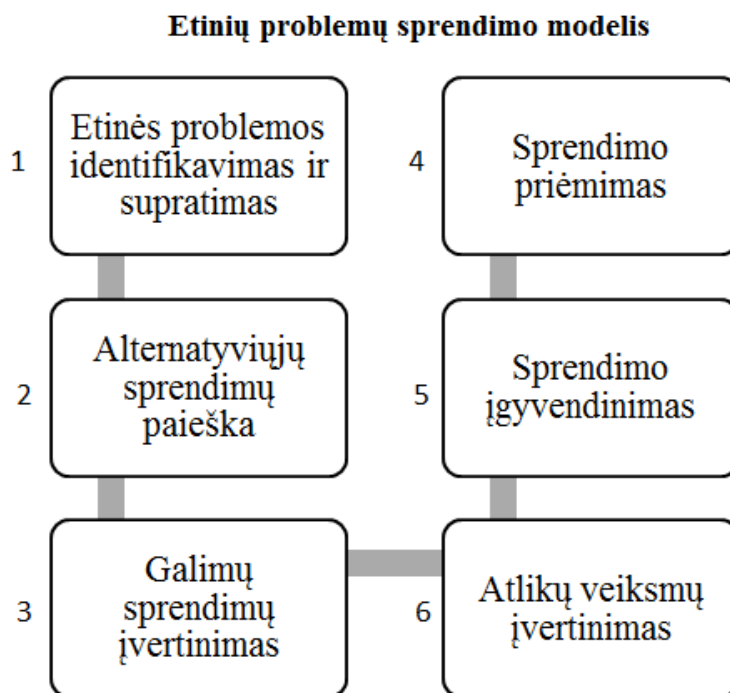 Etinių problemų sprendimo modelis
1
Etinės problemos
identifikavimas ir
supratimas
2
Alternatyviųjų
sprendimų
paieška
3
Galimų
sprendimų
įvertinimas
4
Sprendimo
priėmimas
5
Sprendimo
įgyvendinimas
6
Atlikų veiksmų
įvertinimas